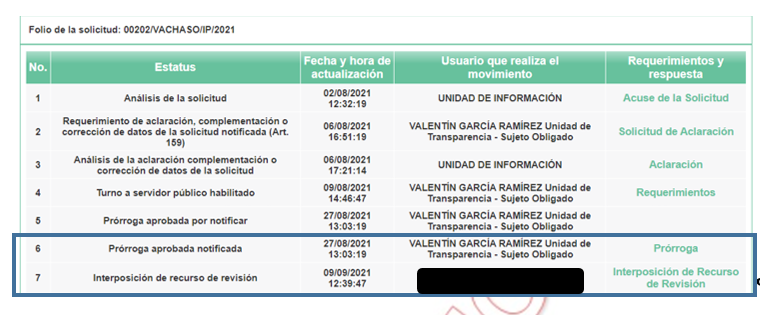 Folio de la solicitud: 00202/VACHASO/IP/2021
No. Estatus Fecha y hora de actualización Usuario que realiza el movimiento Requerimientos y respuesta
1 Análisis de la solicitud 02/08/2021 12:32:19 UNIDAD DE INFORMACIÓN Acuse de la Solicitud
2 Requerimiento de aclaración, complementación o corrección de datos de la solicitud notificada (Art. 159) 06/08/2021 16:51:19 VALENTÍN GARCÍA RAMÍREZ Unidad de Transparencia - Sujeto Obligado Solicitud de Aclaración
3 Análisis de la aclaración complementación o corrección de datos de la solicitud 06/08/2021 17:21:14 UNIDAD DE INFORMACIÓN Aclaración
4 Turno a servidor público habilitado 09/08/2021 14:46:47 VALENTÍN GARCÍA RAMÍREZ Unidad de Transparencia - Sujeto Obligado Requerimientos
5 Prórroga aprobada por notificar 27/08/2021 13:03:19 VALENTÍN GARCÍA RAMÍREZ Unidad de Transparencia - Sujeto Obligado
6 Prórroga aprobada notificada 27/08/2021 13:03:19 VALENTÍN GARCÍA RAMÍREZ Unidad de Transparencia - Sujeto Obligado Prórroga
7 Interposición de recurso de revisión 09/09/2021 12:39:47 Interposición de Recurso de Revisión